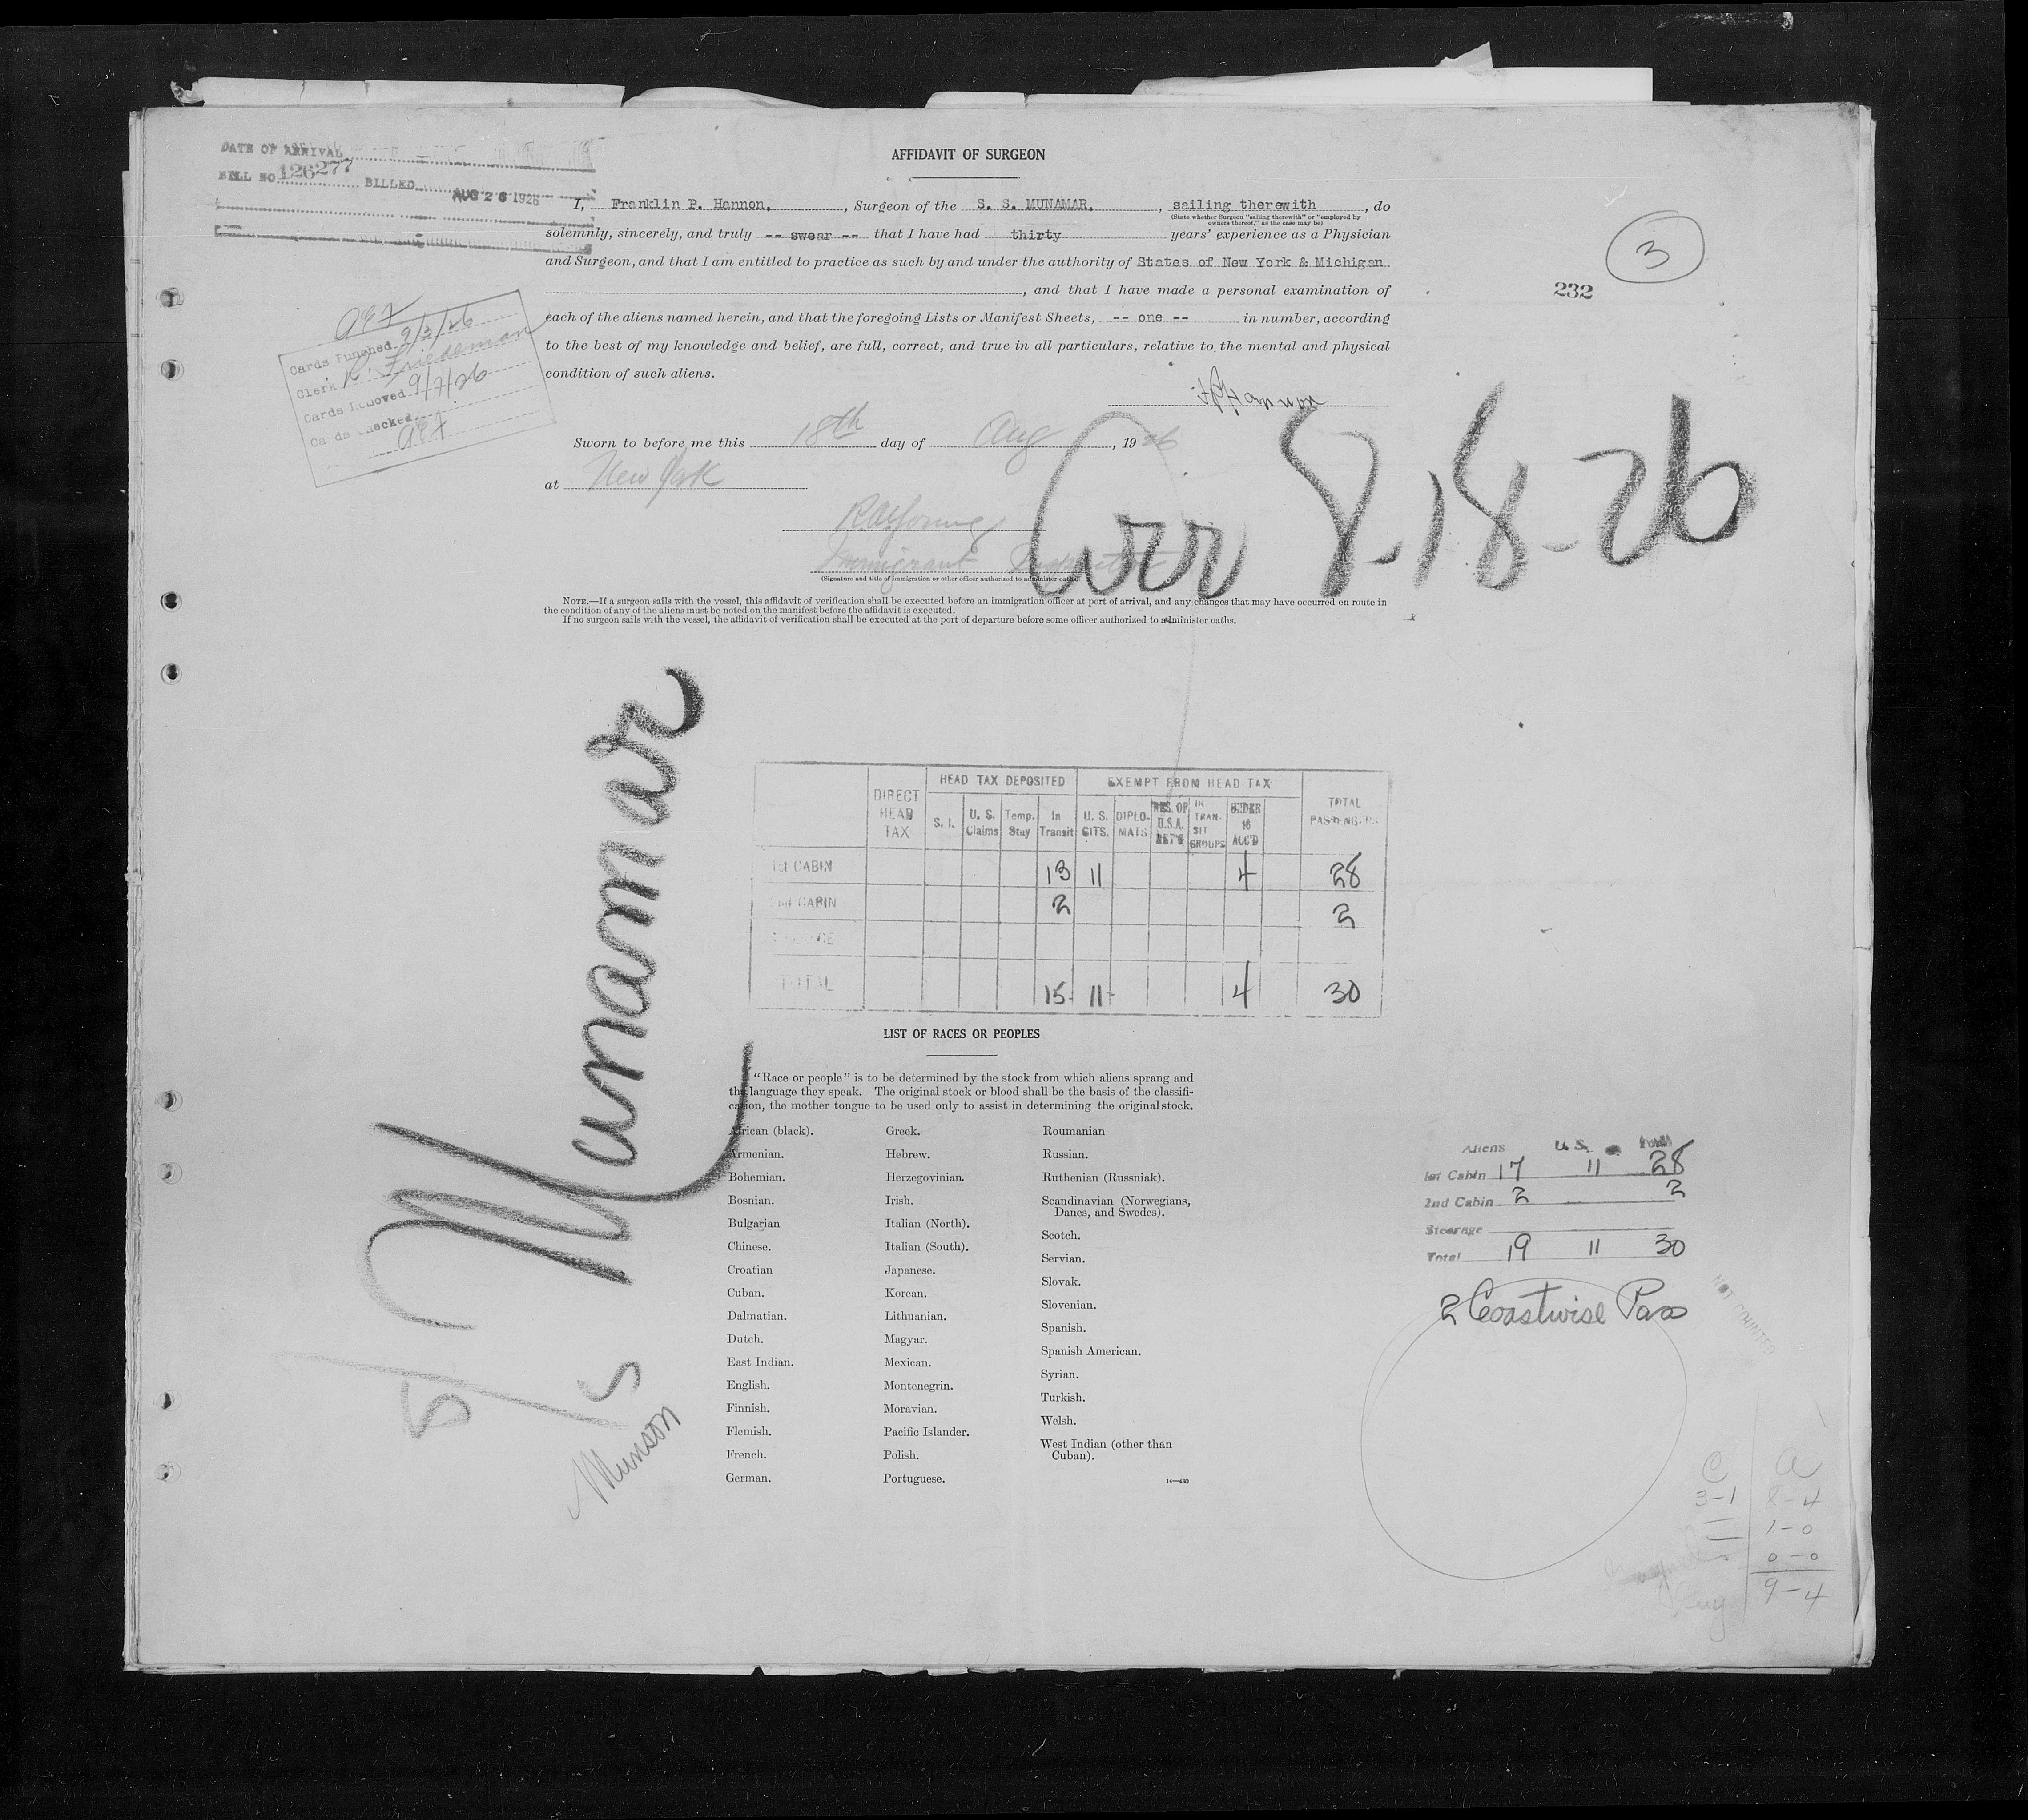 DATE OF ARRIVAL
BILL NO. 126277 BILLED AUG 26 1926
AFFIDAVIT OF SURGEON
I, Franklin P. Hannon, , Surgeon of the S. S. MUNAMAR, , sailing therewith , do
(State whether Surgeon "sailing therewith" or "employed by
owners thereof," as the case may be)
solemnly, sincerely, and truly -- swear -- that I have had thirty years' experience as a Physician
and Surgeon, and that I am entitled to practice as such by and under the authority of States of New York & Michigan
, and that I have made a personal examination of
each of the aliens named herein, and that the foregoing Lists or Manifest Sheets, -- one -- in number, according
to the best of my knowledge and belief, are full, correct, and true in all particulars, relative to the mental and physical
condition of such aliens.
3
232
Cards Punched 9/3/26
Clerk R. Friedeman
Cards Removed 9/7/26
Cards Checked
FP Hannon
Sworn to before me this 18th day of Aug , 1926
at New York
Immigrant Inspector
(Signature and title of immigration or other officer authorized to administer oaths)
Arr 8-18-26
NOTE.—If a surgeon sails with the vessel, this affidavit of verification shall be executed before an immigration officer at port of arrival, and any changes that may have occurred en route in
the condition of any of the aliens must be noted on the manifest before the affidavit is executed.
If no surgeon sails with the vessel, the affidavit of verification shall be executed at the port of departure before some officer authorized to administer oaths.
S/S Munamar
Munson
HEAD TAX DEPOSITED EXEMPT FROM HEAD TAX
DIRECT HEAD TAX S. I. U. S. Claims Temp. Stay In Transit U. S. CITS. DIPLOMATS RES. OF U.S.A. RET'G IN TRANSIT GROUPS UNDER 16 ACC'D TOTAL PASSENGERS
1st CABIN 13 11 4 28
2nd CABIN 2 2
TOTAL 15 11 4 30
LIST OF RACES OR PEOPLES
"Race or people" is to be determined by the stock from which aliens sprang and
the language they speak. The original stock or blood shall be the basis of the classifi-
cation, the mother tongue to be used only to assist in determining the original stock.
African (black).
Armenian.
Bohemian.
Bosnian.
Bulgarian
Chinese.
Croatian
Cuban.
Dalmatian.
Dutch.
East Indian.
English.
Finnish.
Flemish.
French.
German.
Greek.
Hebrew.
Herzegovinian.
Irish.
Italian (North).
Italian (South).
Japanese.
Korean.
Lithuanian.
Magyar.
Mexican.
Montenegrin.
Moravian.
Pacific Islander.
Polish.
Portuguese.
Roumanian
Russian.
Ruthenian (Russniak).
Scandinavian (Norwegians,
Danes, and Swedes).
Scotch.
Servian.
Slovak.
Slovenian.
Spanish.
Spanish American.
Syrian.
Turkish.
Welsh.
West Indian (other than
Cuban).
14—430
Aliens U. S. Total
1st Cabin 17 11 28
2nd Cabin 2 2
Steerage
Total 19 11 30
2 Coastwise Pax
NOT COUNTED
C a
3-1 8-4
1-0
0-0
9-4